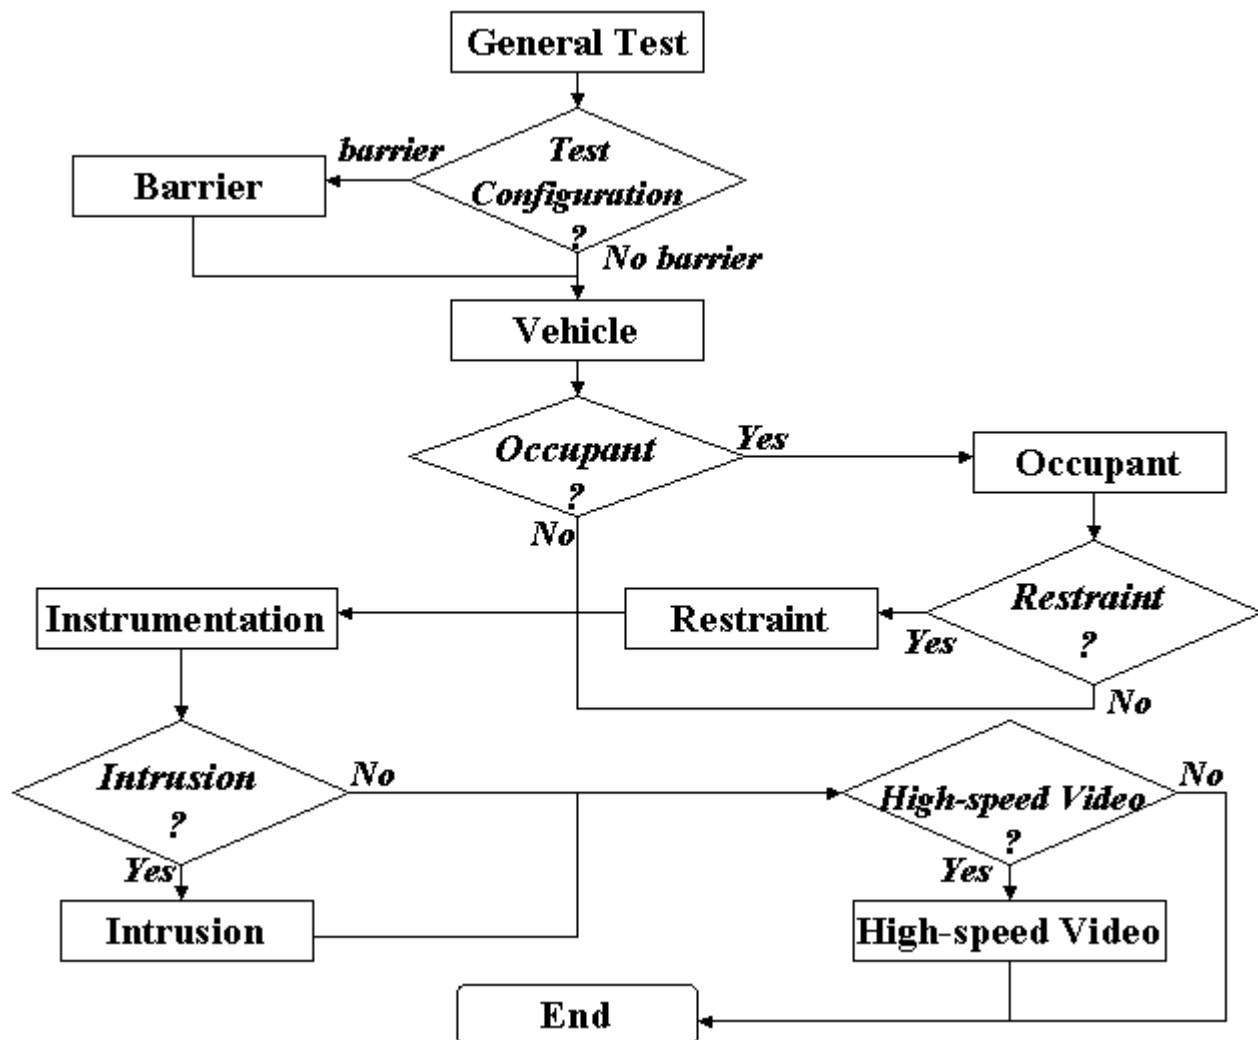 General Test
barrier
Test
Configuration
?
Barrier
No barrier
Vehicle
Occupant
?
Yes
Occupant
No
Instrumentation
Restraint
Yes
Restraint
?
No
Intrusion
?
No
High-speed Video
?
No
Yes
Yes
Intrusion
High-speed Video
End